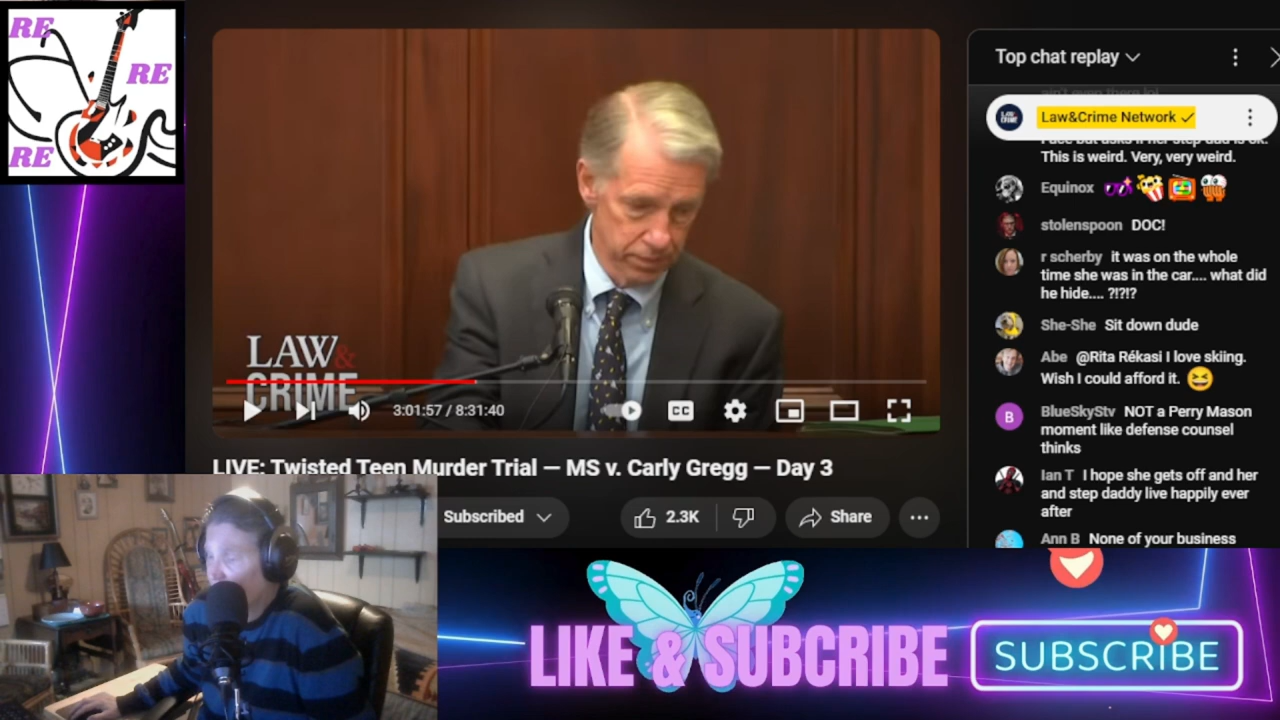 RE
RE
RE
LAW&
CRIME
3:01:57 / 8:31:40
CC
LIVE: Twisted Teen Murder Trial — MS v. Carly Gregg — Day 3
Subscribed
2.3K
Share
Top chat replay
ain't even there lol
Law&Crime Network
This is weird. Very, very weird.
Equinox
stolenspoon DOC!
r scherby it was on the whole
time she was in the car.... what did
he hide.... ?!?!?
She-She Sit down dude
Abe @Rita Rékasi I love skiing.
Wish I could afford it. 😆
B
BlueSkyStv NOT a Perry Mason
moment like defense counsel
thinks
Ian T I hope she gets off and her
and step daddy live happily ever
after
Ann B None of your business
LIKE & SUBCRIBE
SUBSCRIBE